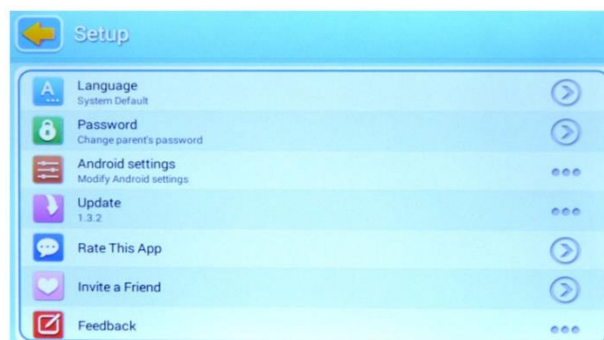 Setup
Language
System Default
Password
Change parent's password
Android settings
Modify Android settings
Update
1.3.2
Rate This App
Invite a Friend
Feedback